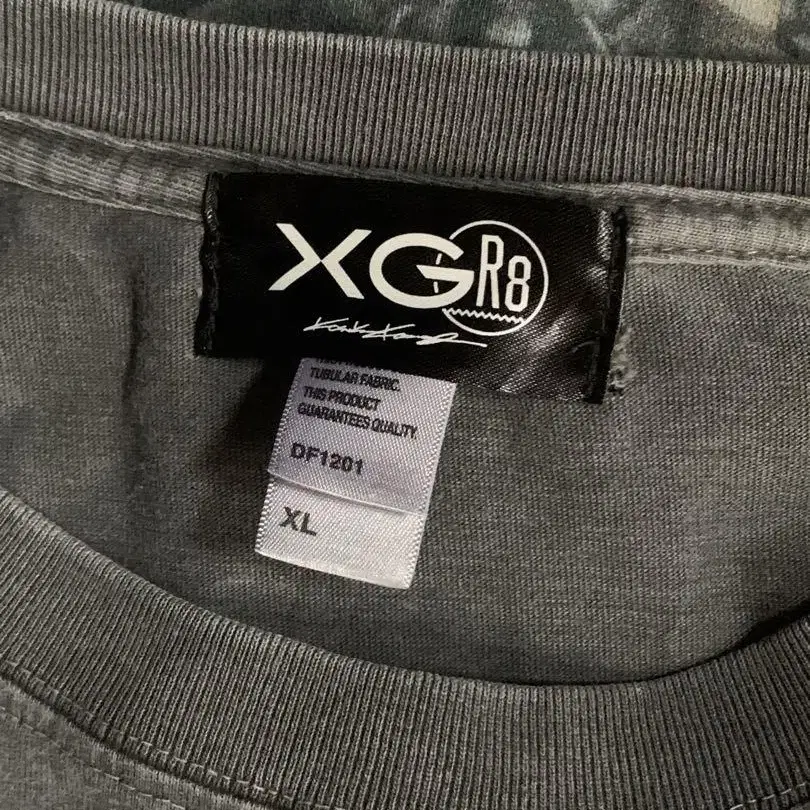 XGR8
TUBULAR FABRIC.
THIS PRODUCT
GUARANTEES QUALITY
DF1201
XL